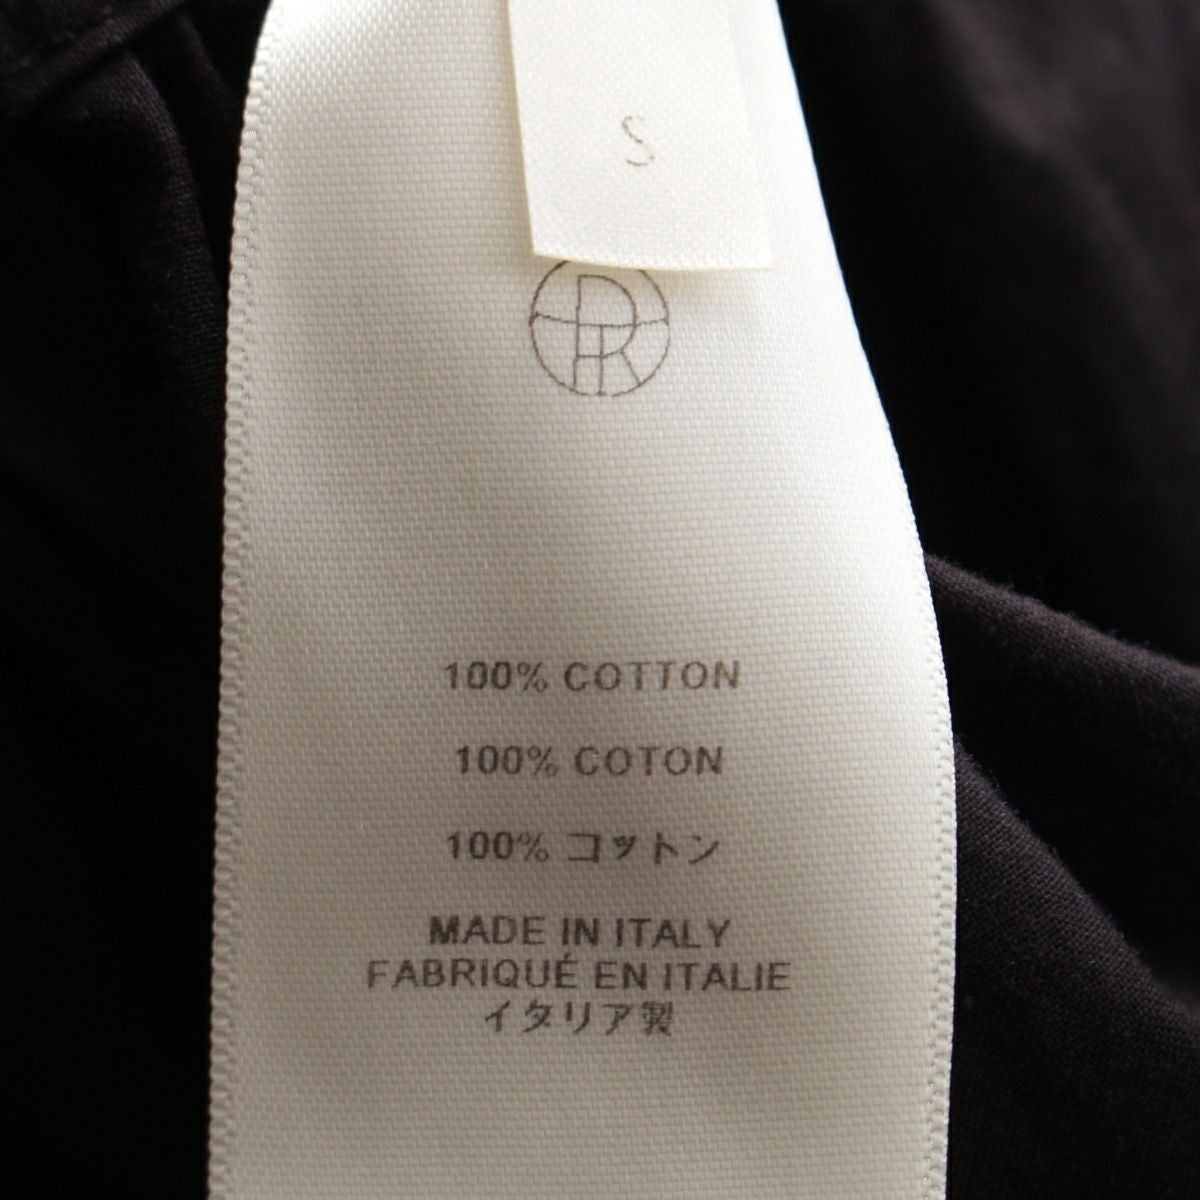 S
100% COTTON
100% COTON
100% コットン
MADE IN ITALY
FABRIQUÉ EN ITALIE
イタリア製